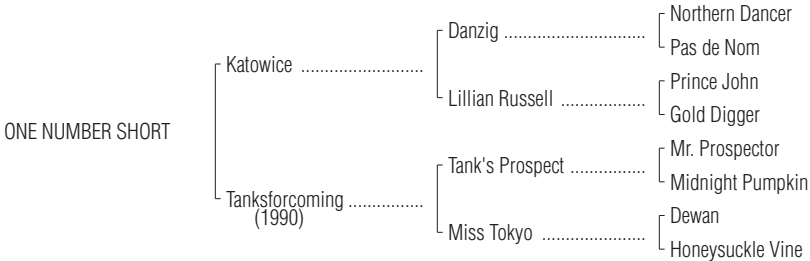 Northern Dancer
Danzig ..............................
Pas de Nom
Katowice ..........................
Prince John
Lillian Russell ..................
Gold Digger
ONE NUMBER SHORT
Mr. Prospector
Tank's Prospect ................
Midnight Pumpkin
Tanksforcoming ................
(1990)
Dewan
Miss Tokyo ......................
Honeysuckle Vine